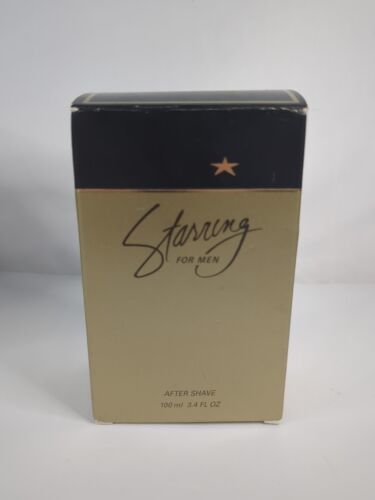 Starring
FOR MEN
AFTER SHAVE
100 ml 3.4 FL OZ